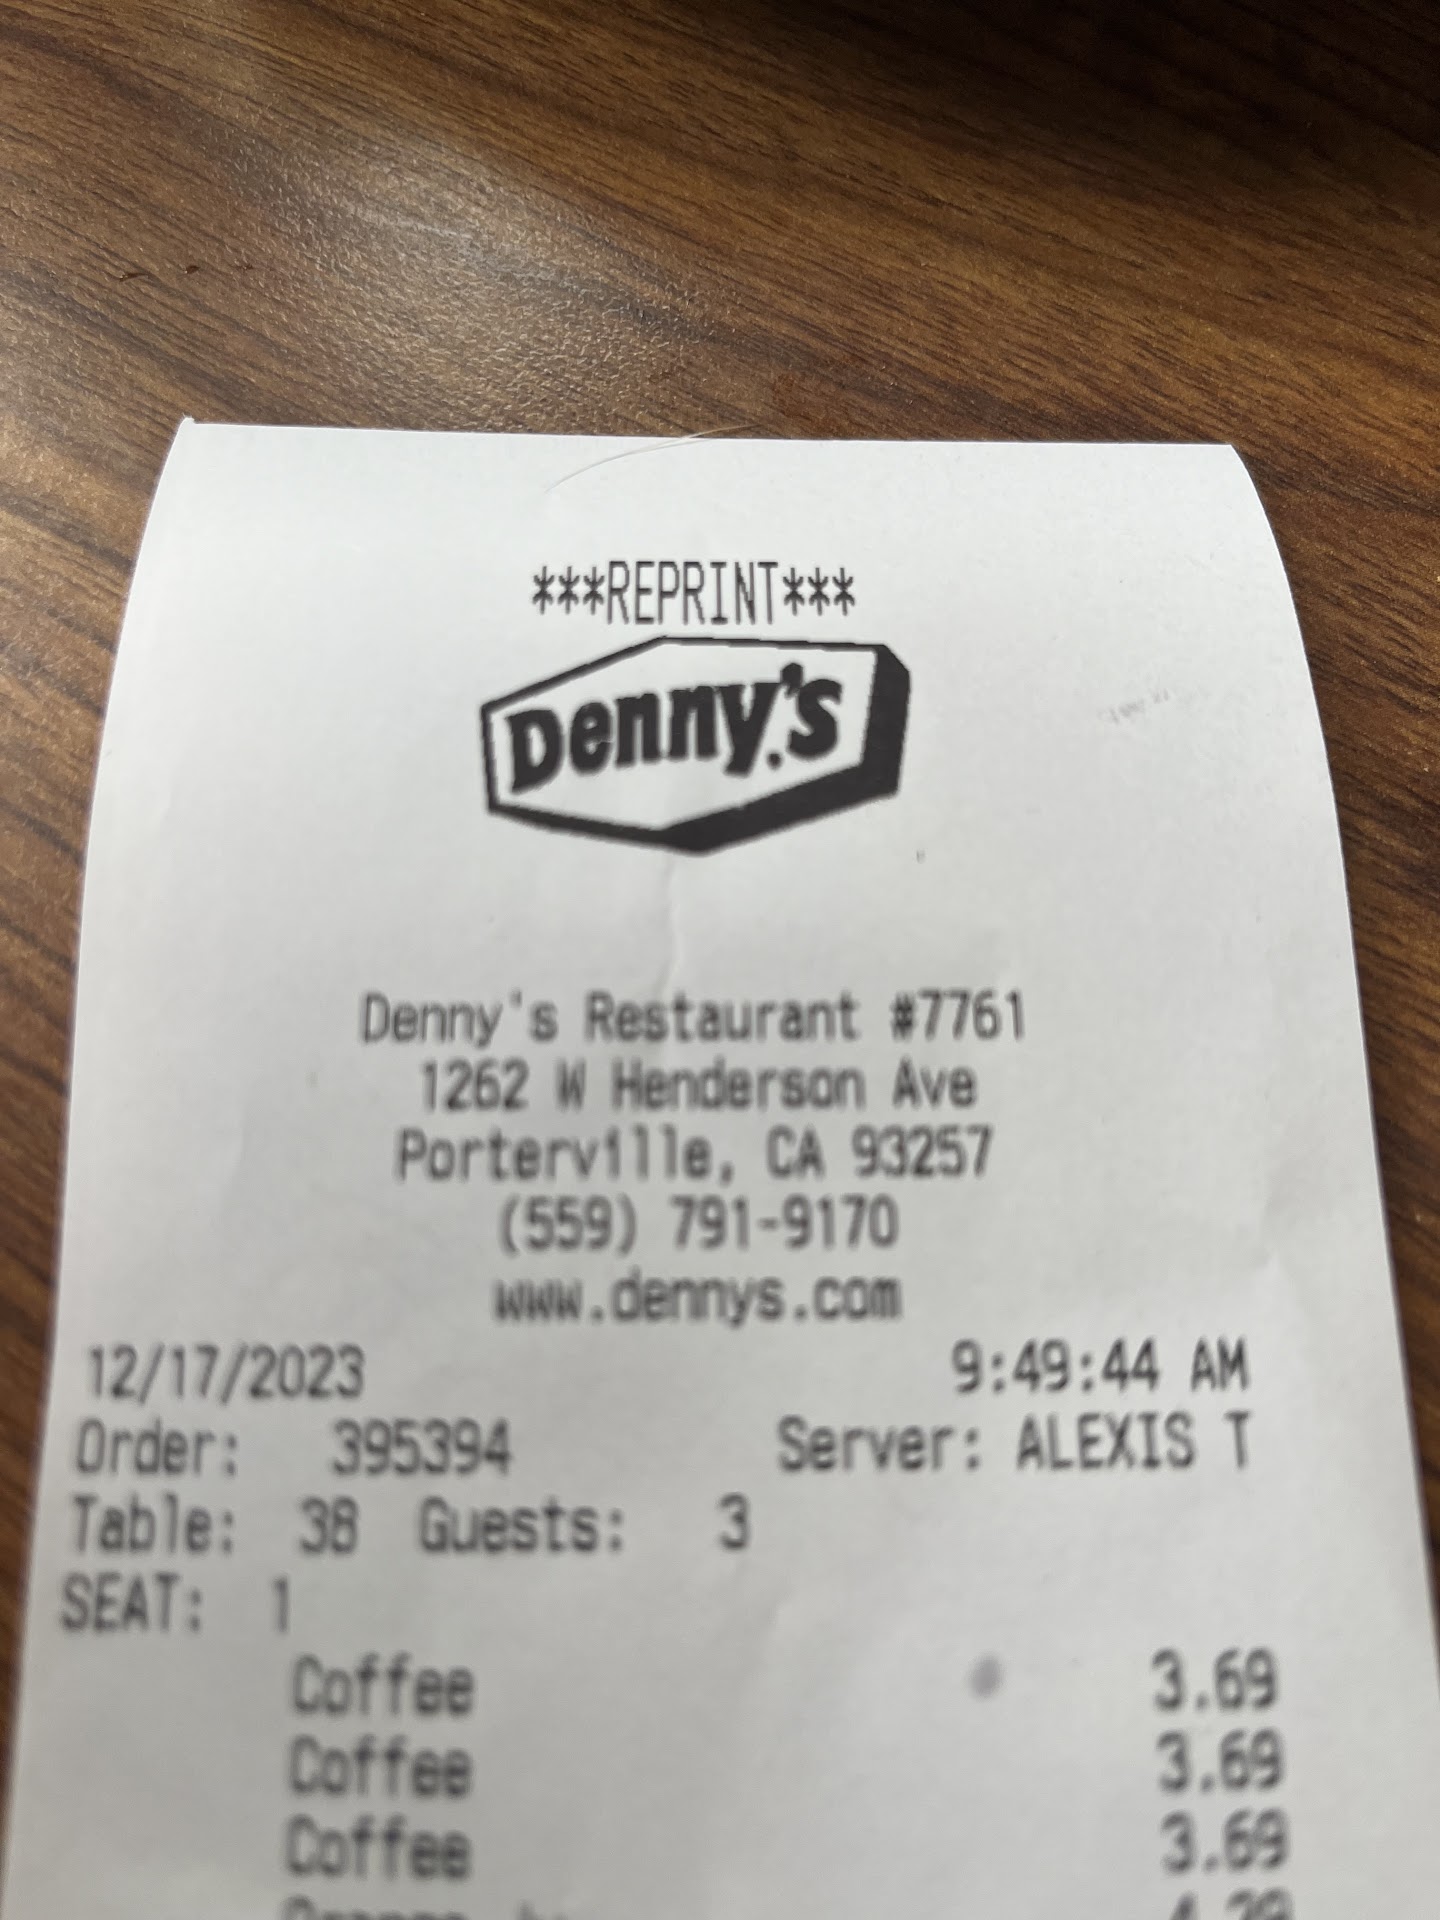 ***REPRINT***
Denny's
Denny's Restaurant #7761
1262 W Henderson Ave
Porterville, CA 93257
(559) 791-9170
www.dennys.com
12/17/2023 9:49:44 AM
Order: 395394 Server: ALEXIS T
Table: 38 Guests: 3
SEAT: 1
Coffee 3.69
Coffee 3.69
Coffee 3.69